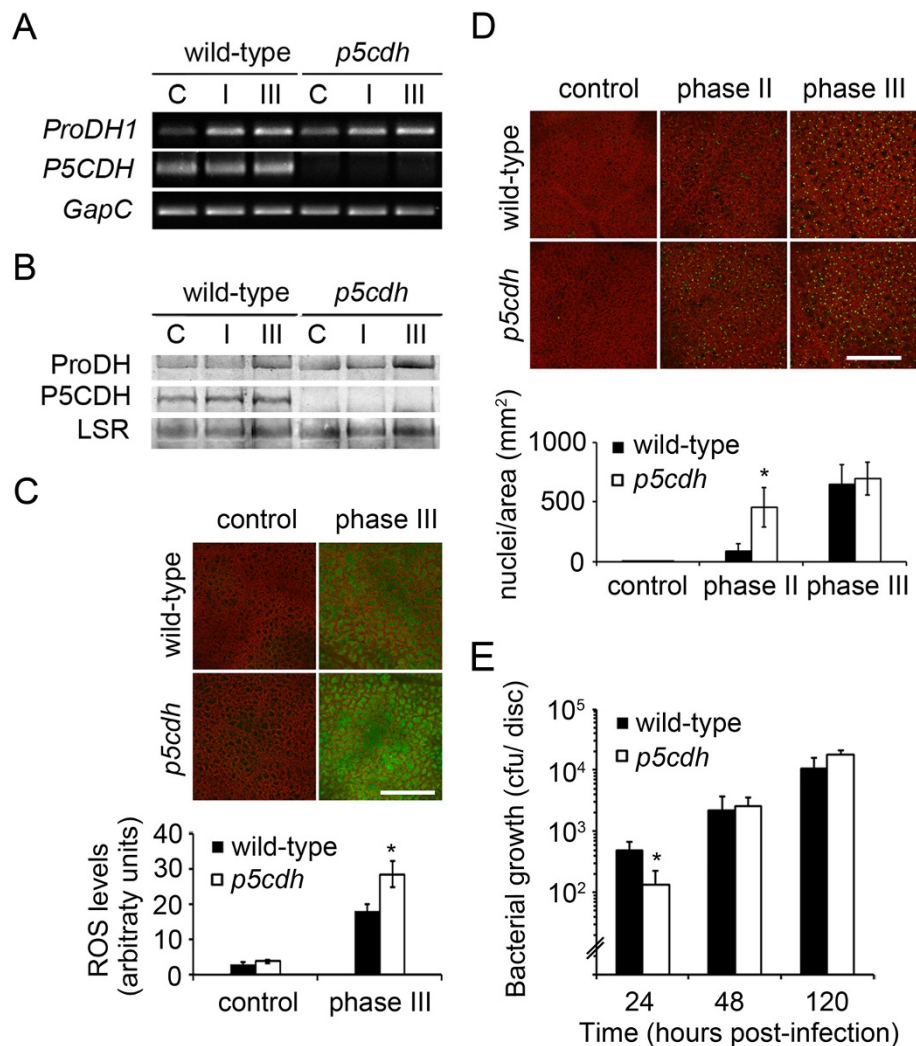 A
wild-type p5cdh
C I III C I III
ProDH1
P5CDH
GapC
B
wild-type p5cdh
C I III C I III
ProDH
P5CDH
LSR
C
control phase III
wild-type
p5cdh
ROS levels
(arbitraty units)
40
30
20
10
0
wild-type
p5cdh
*
control phase III
D
control phase II phase III
wild-type
p5cdh
nuclei/area (mm²)
1000
500
0
wild-type
p5cdh
*
control phase II phase III
E
Bacterial growth (cfu/ disc)
10⁵
10⁴
10³
10²
wild-type
p5cdh
*
24 48 120
Time (hours post-infection)